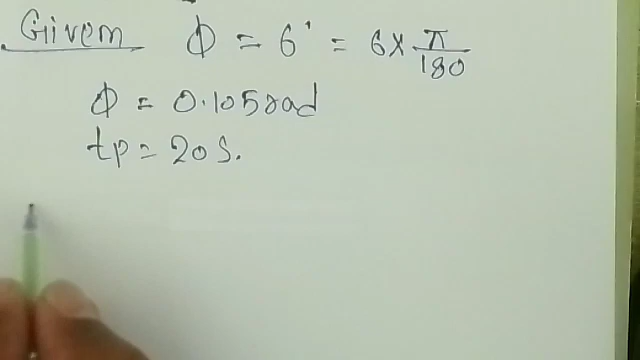 Given φ = 6° = 6 × π/180
φ = 0.105 rad
tp = 20 s.